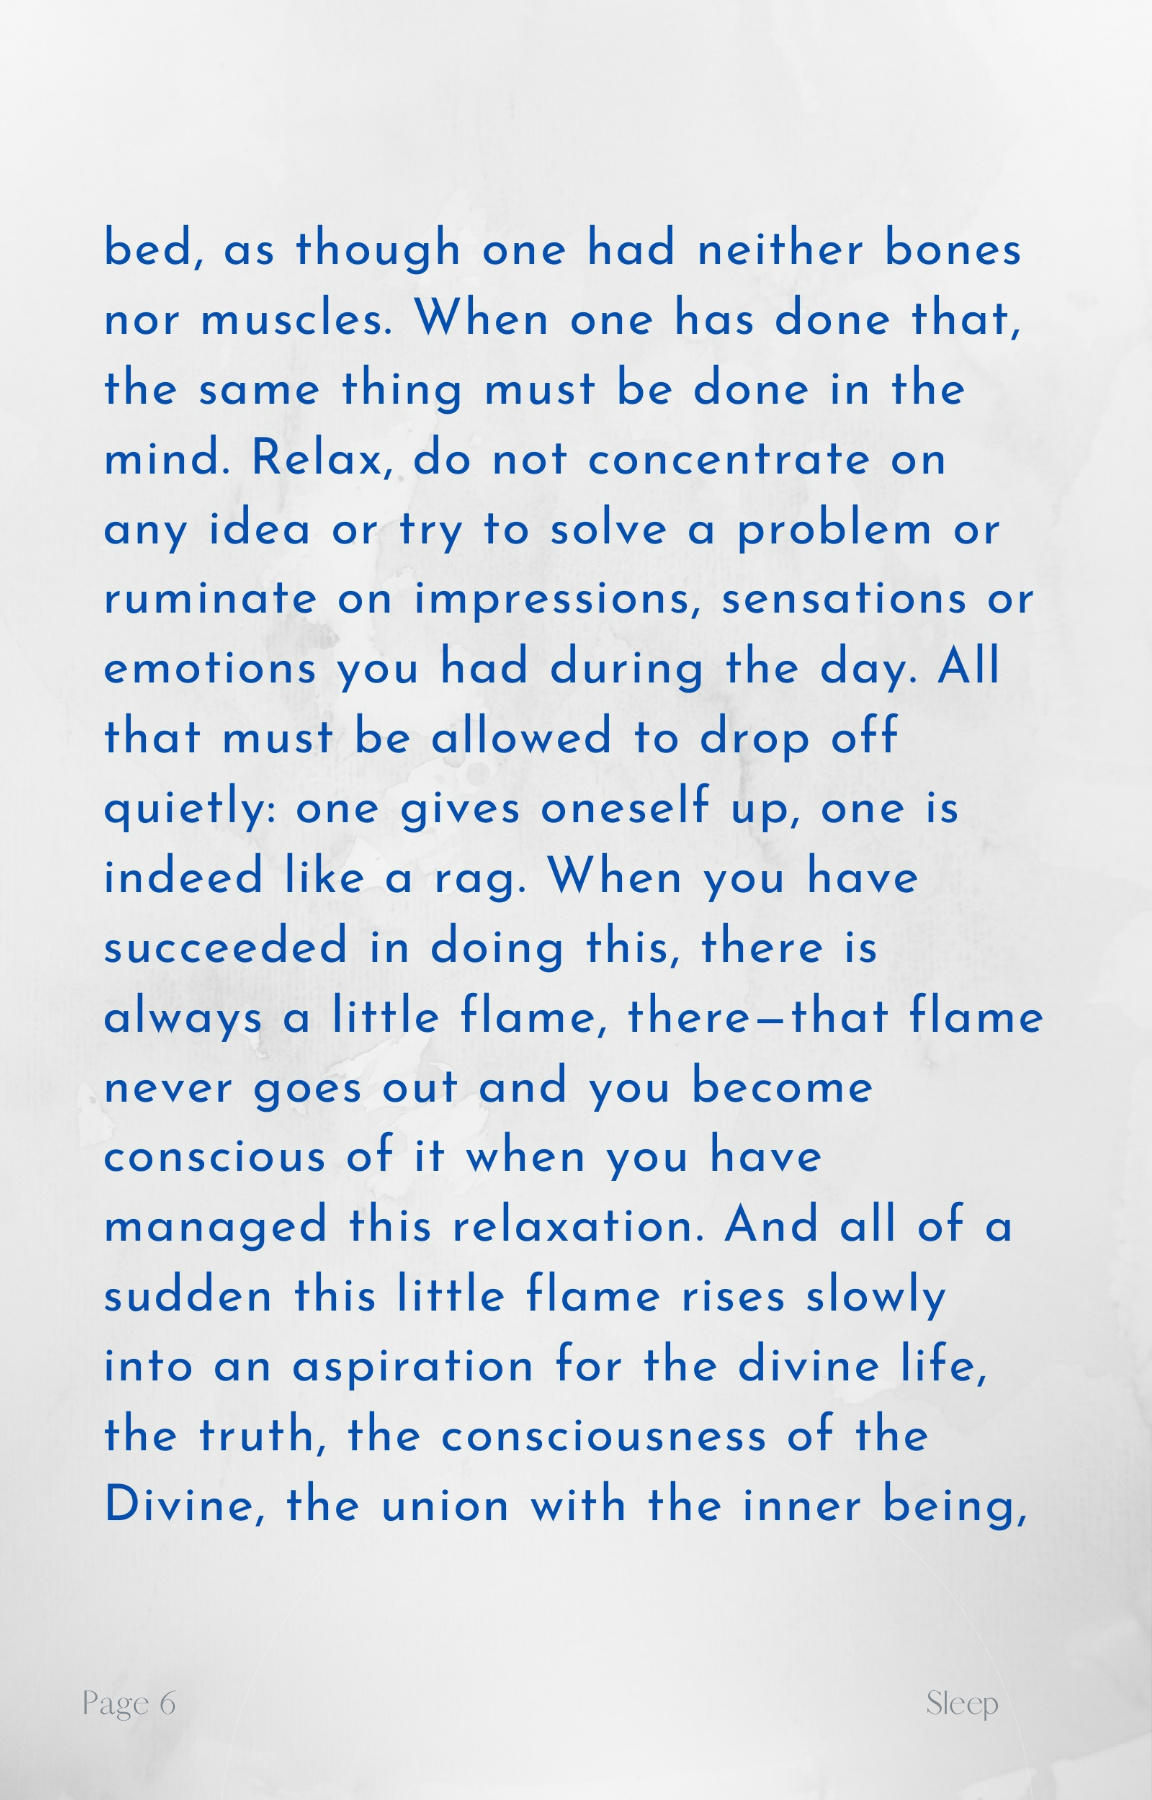 bed, as though one had neither bones
nor muscles. When one has done that,
the same thing must be done in the
mind. Relax, do not concentrate on
any idea or try to solve a problem or
ruminate on impressions, sensations or
emotions you had during the day. All
that must be allowed to drop off
quietly: one gives oneself up, one is
indeed like a rag. When you have
succeeded in doing this, there is
always a little flame, there—that flame
never goes out and you become
conscious of it when you have
managed this relaxation. And all of a
sudden this little flame rises slowly
into an aspiration for the divine life,
the truth, the consciousness of the
Divine, the union with the inner being,
Page 6 Sleep